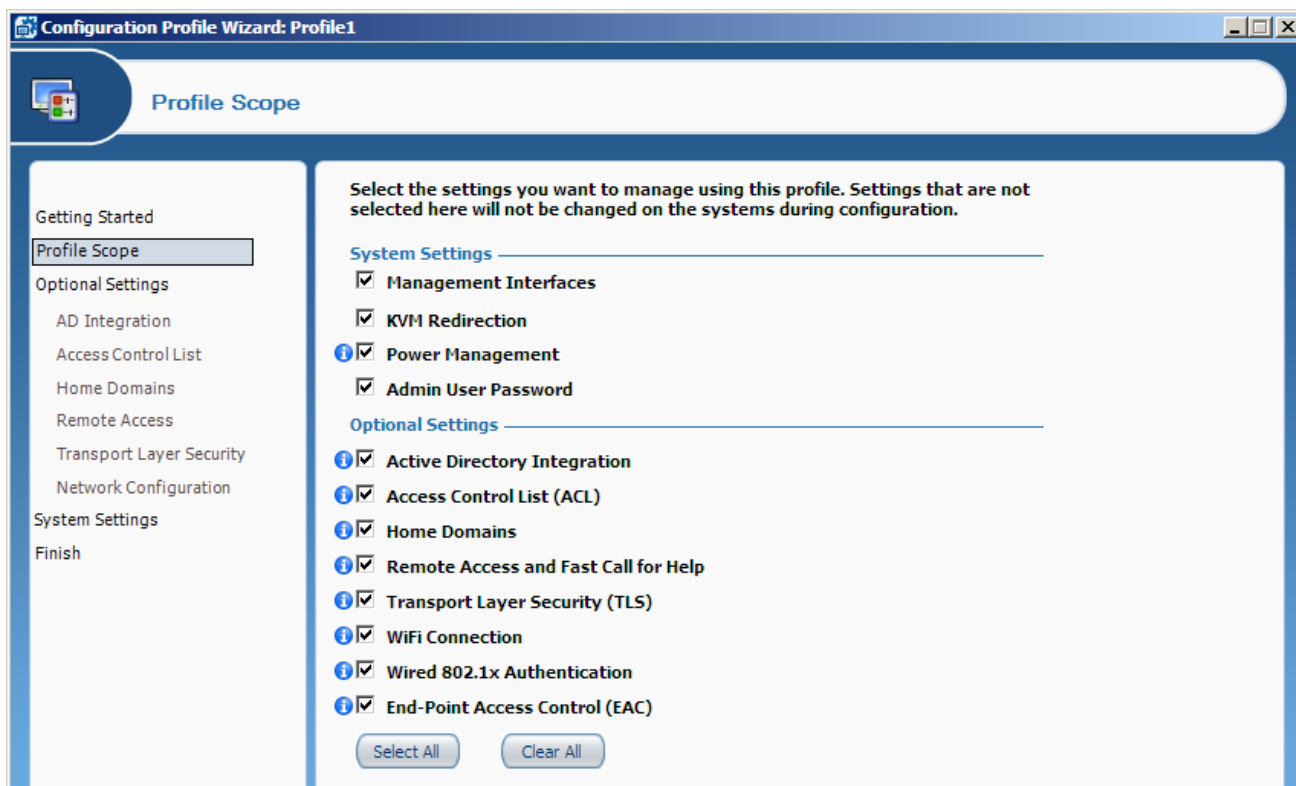 Configuration Profile Wizard: Profile1
Profile Scope
Getting Started
Profile Scope
Optional Settings
AD Integration
Access Control List
Home Domains
Remote Access
Transport Layer Security
Network Configuration
System Settings
Finish
Select the settings you want to manage using this profile. Settings that are not
selected here will not be changed on the systems during configuration.
System Settings
Management Interfaces
KVM Redirection
Power Management
Admin User Password
Optional Settings
Active Directory Integration
Access Control List (ACL)
Home Domains
Remote Access and Fast Call for Help
Transport Layer Security (TLS)
WiFi Connection
Wired 802.1x Authentication
End-Point Access Control (EAC)
Select All
Clear All